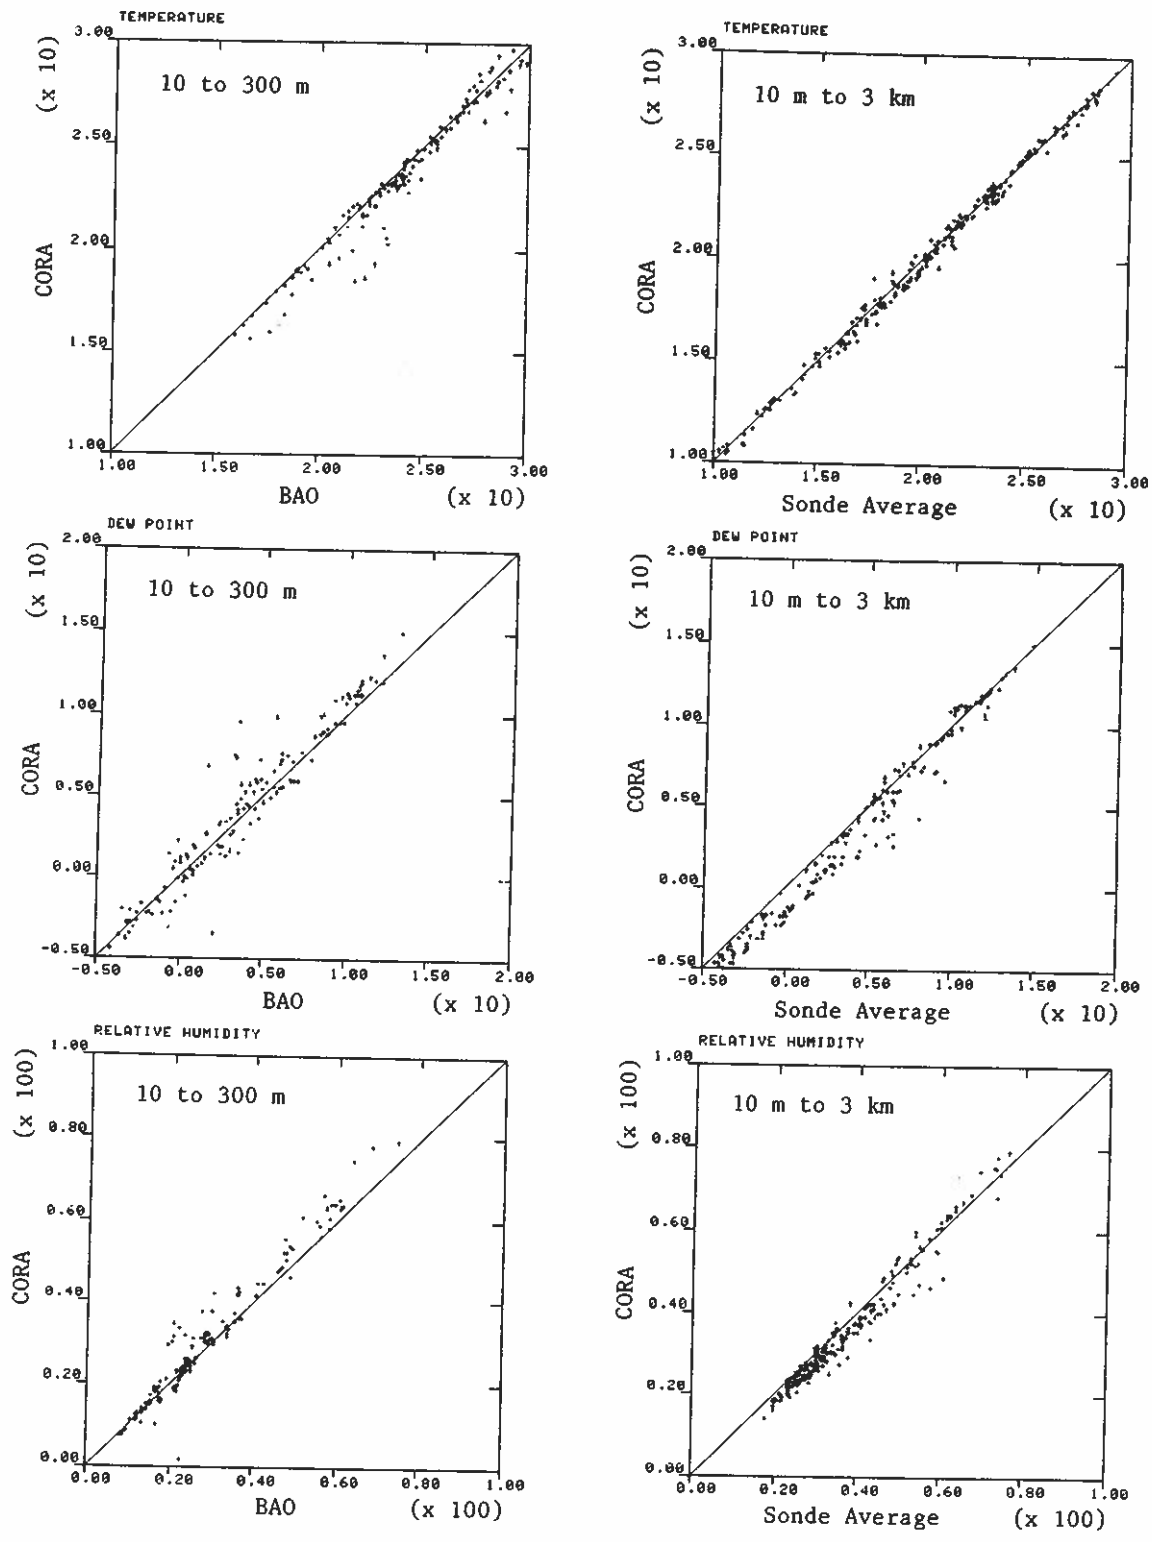 TEMPERATURE
3.00
(x 10)
10 to 300 m
2.50
2.00
CORA
1.50
1.00
1.00 1.50 2.00 2.50 3.00
BAO (x 10)
TEMPERATURE
3.00
(x 10)
10 m to 3 km
2.50
2.00
CORA
1.50
1.00
1.00 1.50 2.00 2.50 3.00
Sonde Average (x 10)
DEW POINT
2.00
(x 10)
10 to 300 m
1.50
1.00
CORA
0.50
0.00
-0.50
-0.50 0.00 0.50 1.00 1.50 2.00
BAO (x 10)
DEW POINT
2.00
(x 10)
10 m to 3 km
1.50
1.00
CORA
0.50
0.00
-0.50
-0.50 0.00 0.50 1.00 1.50 2.00
Sonde Average (x 10)
RELATIVE HUMIDITY
1.00
(x 100)
10 to 300 m
0.80
0.60
CORA
0.40
0.20
0.00
0.00 0.20 0.40 0.60 0.80 1.00
BAO (x 100)
RELATIVE HUMIDITY
1.00
(x 100)
10 m to 3 km
0.80
0.60
CORA
0.40
0.20
0.00
0.00 0.20 0.40 0.60 0.80 1.00
Sonde Average (x 100)